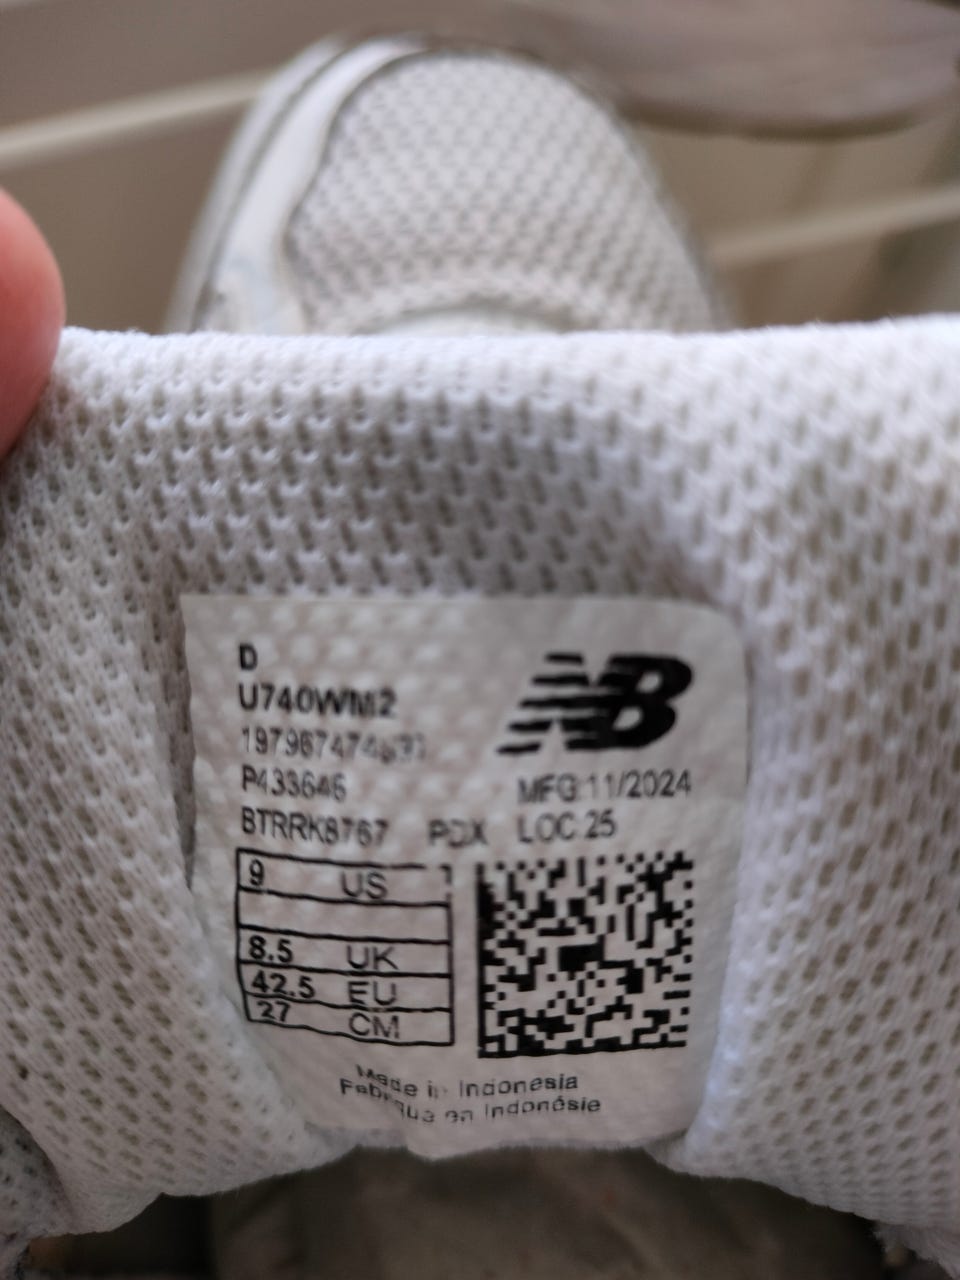 D
U740WM2
NB
P433646
MFG:11/2024
BTRRK8767 PDX LOC:25
9 US
8.5 UK
42.5 EU
27 CM
Made in Indonesia
Fabriqué en Indonésie